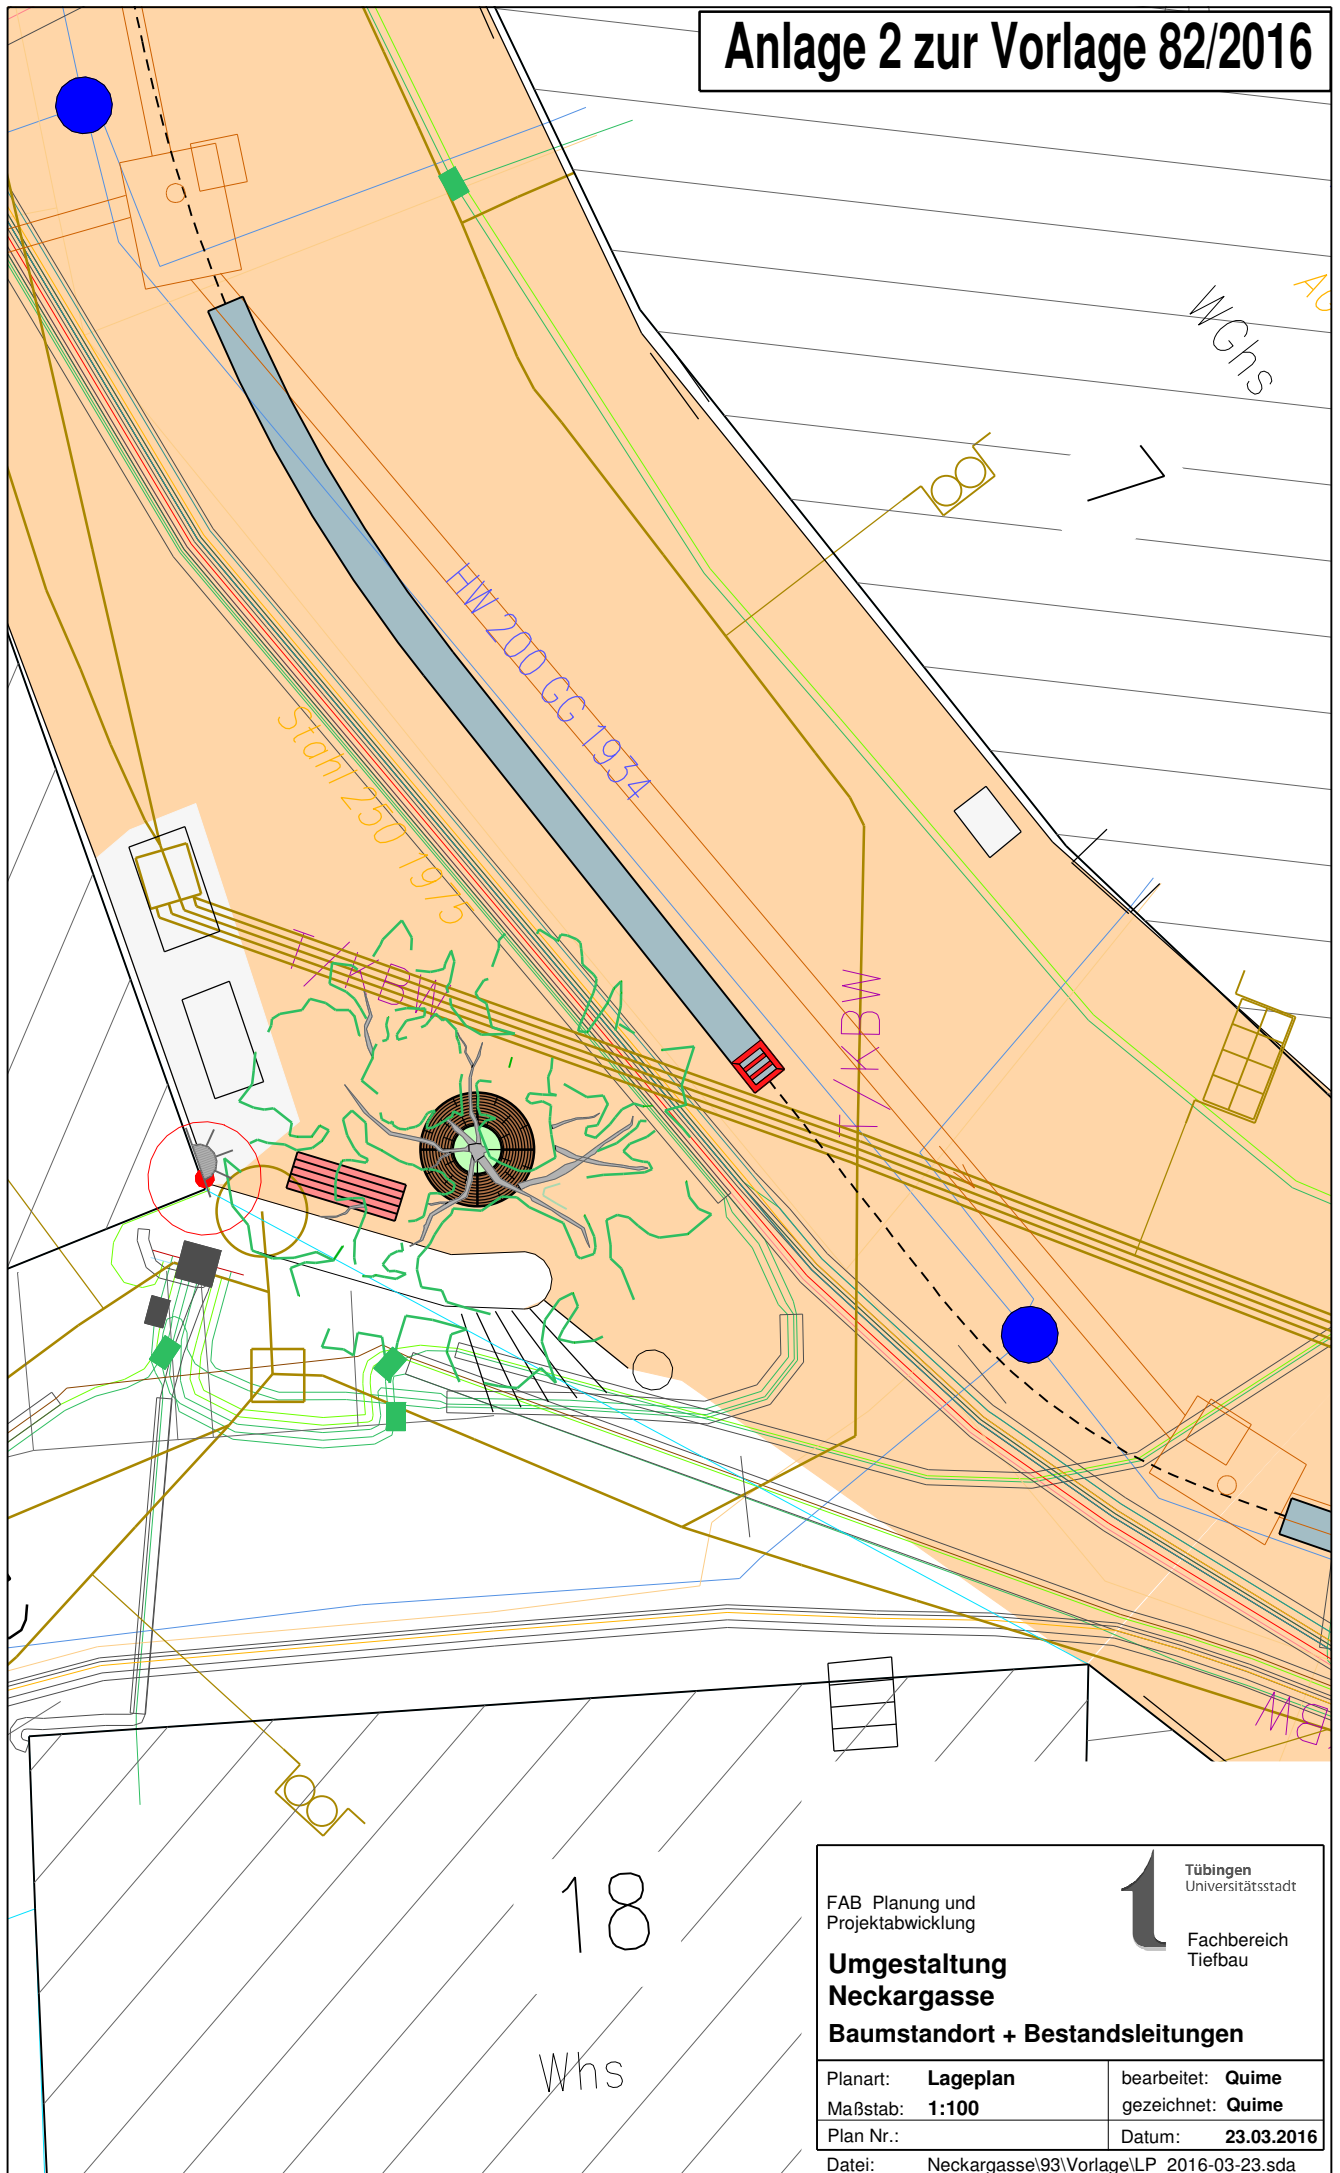 Anlage 2 zur Vorlage 82/2016
WGhs
7
HW 200 GG 1934
Stahl 250 1975
T/KBW
T/KBW
18
Whs
Tübingen
Universitätsstadt
FAB Planung und
Projektabwicklung
Fachbereich
Tiefbau
Umgestaltung
Neckargasse
Baumstandort + Bestandsleitungen
Planart: Lageplan
bearbeitet: Quime
Maßstab: 1:100
gezeichnet: Quime
Plan Nr.:
Datum: 23.03.2016
Datei: Neckargasse\93\Vorlage\LP_2016-03-23.sda